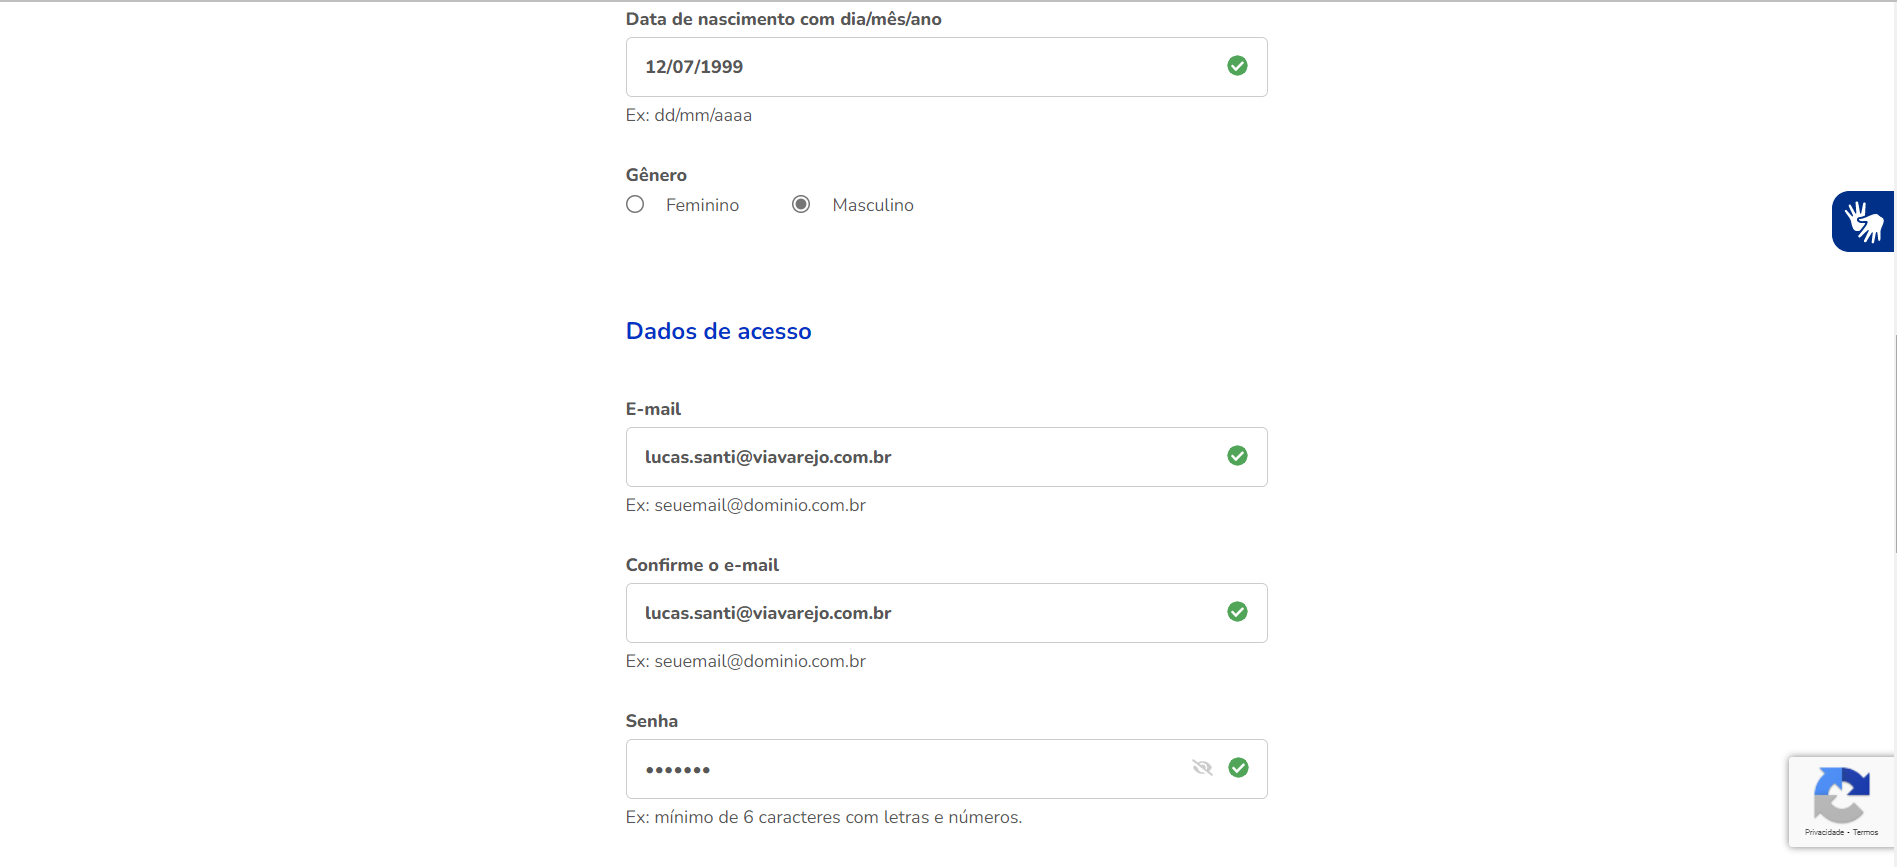 Data de nascimento com dia/mês/ano
12/07/1999
Ex: dd/mm/aaaa
Gênero
Feminino Masculino
Dados de acesso
E-mail
lucas.santi@viavarejo.com.br
Ex: seuemail@dominio.com.br
Confirme o e-mail
lucas.santi@viavarejo.com.br
Ex: seuemail@dominio.com.br
Senha
•••••••
Ex: mínimo de 6 caracteres com letras e números.
Privacidade - Termos